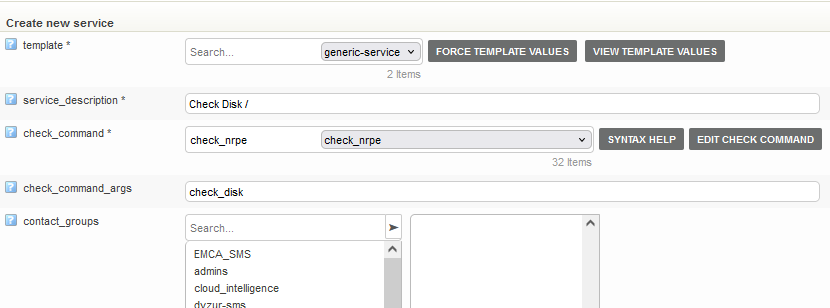 Create new service
? template * Search... generic-service FORCE TEMPLATE VALUES VIEW TEMPLATE VALUES
2 Items
? service_description * Check Disk /
? check_command * check_nrpe check_nrpe SYNTAX HELP EDIT CHECK COMMAND
32 Items
? check_command_args check_disk
? contact_groups Search...
EMCA_SMS
admins
cloud_intelligence
dyzur-sms